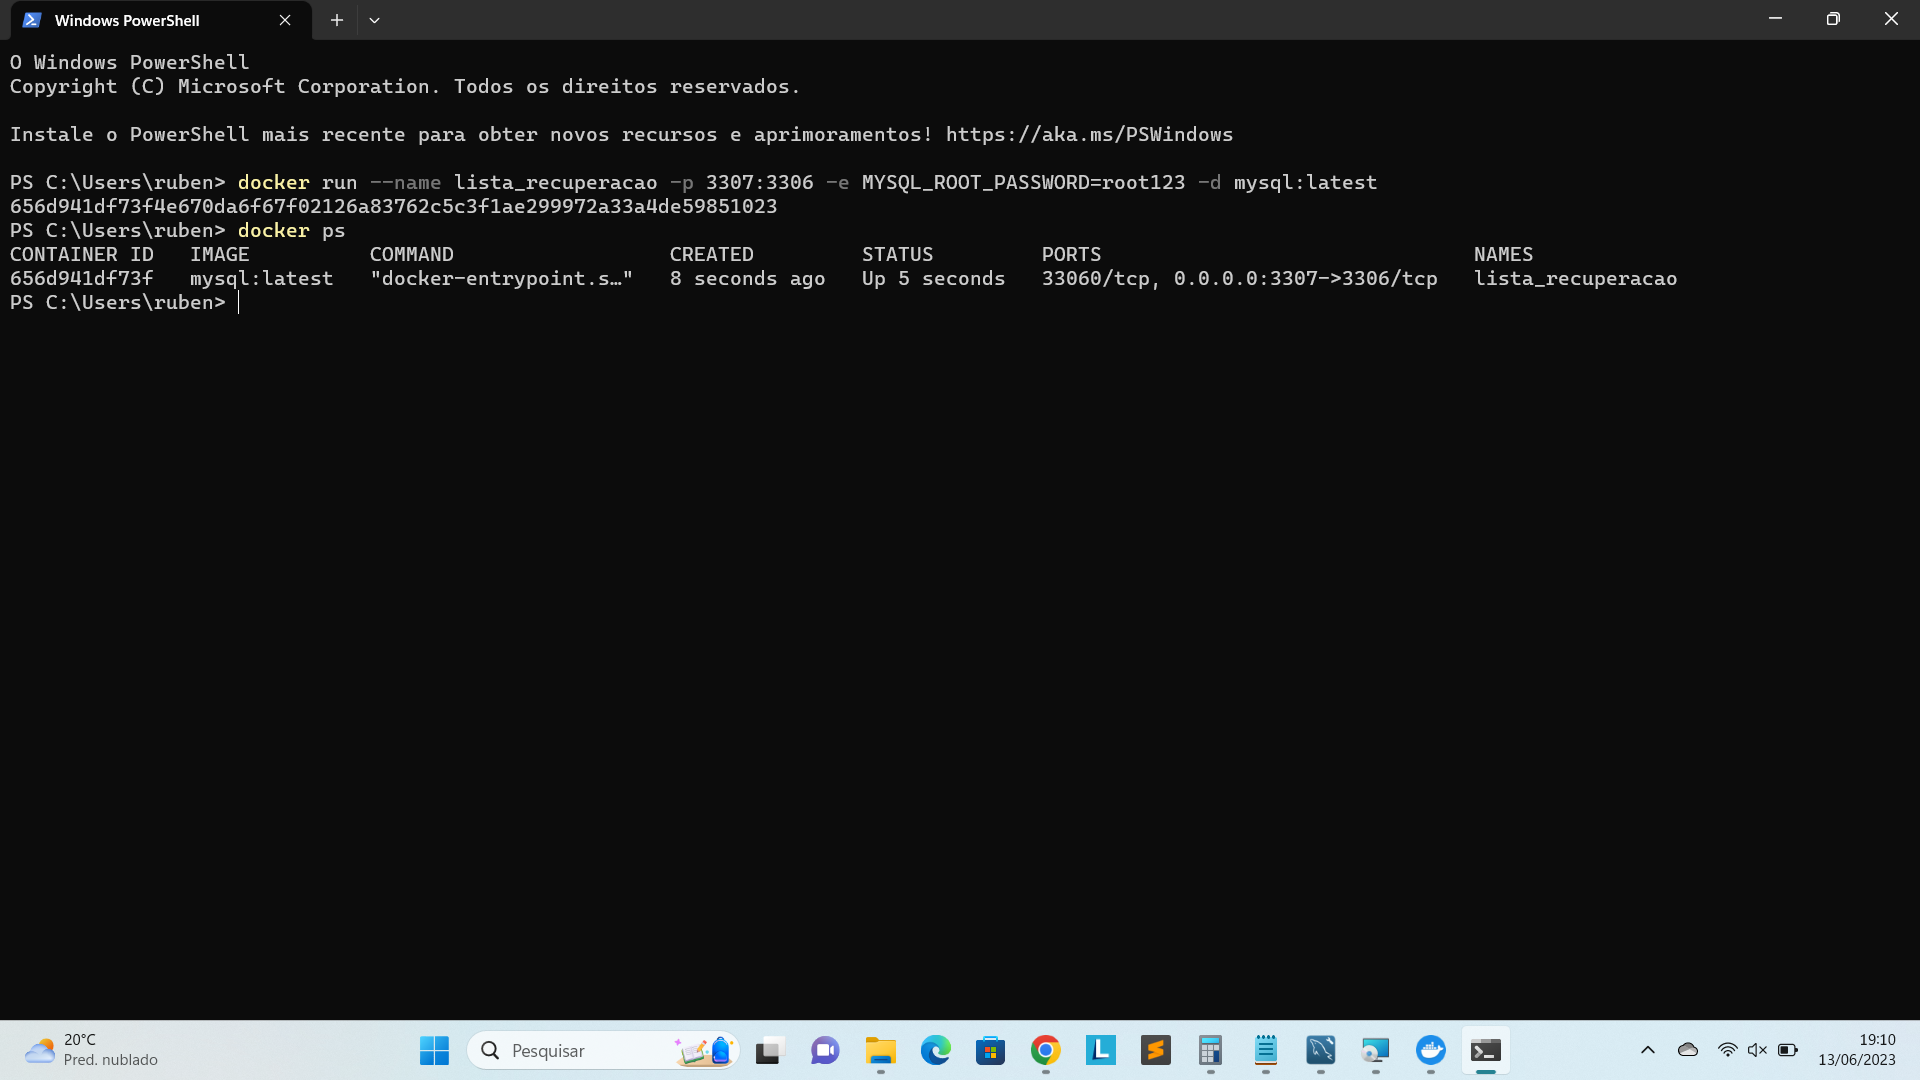 Windows PowerShell
O Windows PowerShell
Copyright (C) Microsoft Corporation. Todos os direitos reservados.
Instale o PowerShell mais recente para obter novos recursos e aprimoramentos! https://aka.ms/PSWindows
PS C:\Users\ruben> docker run --name lista_recuperacao -p 3307:3306 -e MYSQL_ROOT_PASSWORD=root123 -d mysql:latest
656d941df73f4e670da6f67f02126a83762c5c3f1ae299972a33a4de59851023
PS C:\Users\ruben> docker ps
CONTAINER ID   IMAGE          COMMAND                  CREATED         STATUS         PORTS                               NAMES
656d941df73f   mysql:latest   "docker-entrypoint.s…"   8 seconds ago   Up 5 seconds   33060/tcp, 0.0.0.0:3307->3306/tcp   lista_recuperacao
PS C:\Users\ruben>
20°C
Pred. nublado
Pesquisar
19:10
13/06/2023